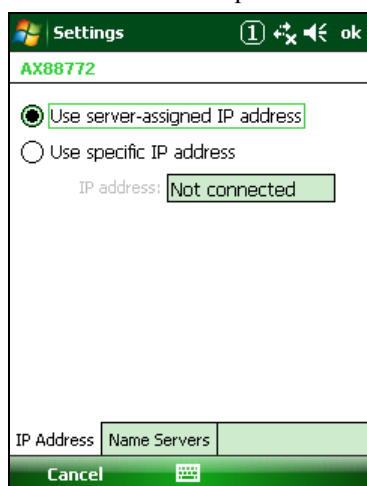 Settings 1 ok
AX88772
Use server-assigned IP address
Use specific IP address
IP address: Not connected
IP Address Name Servers
Cancel